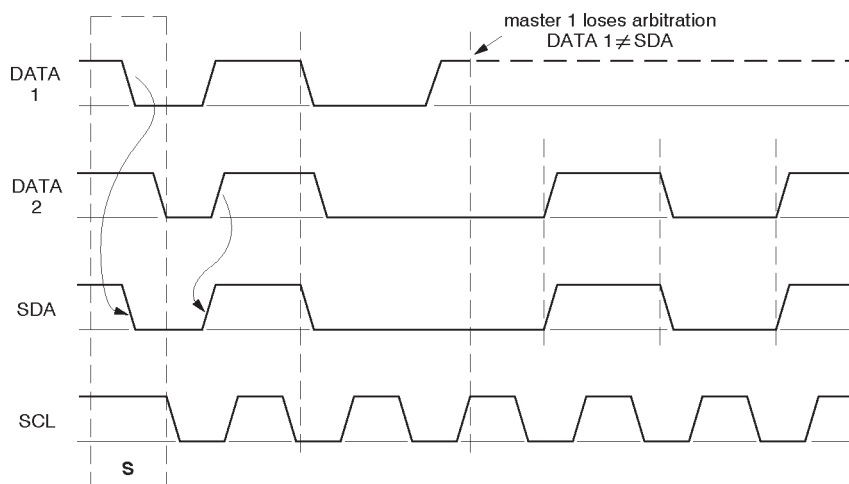 master 1 loses arbitration
DATA 1 ≠ SDA
DATA
1
DATA
2
SDA
SCL
S